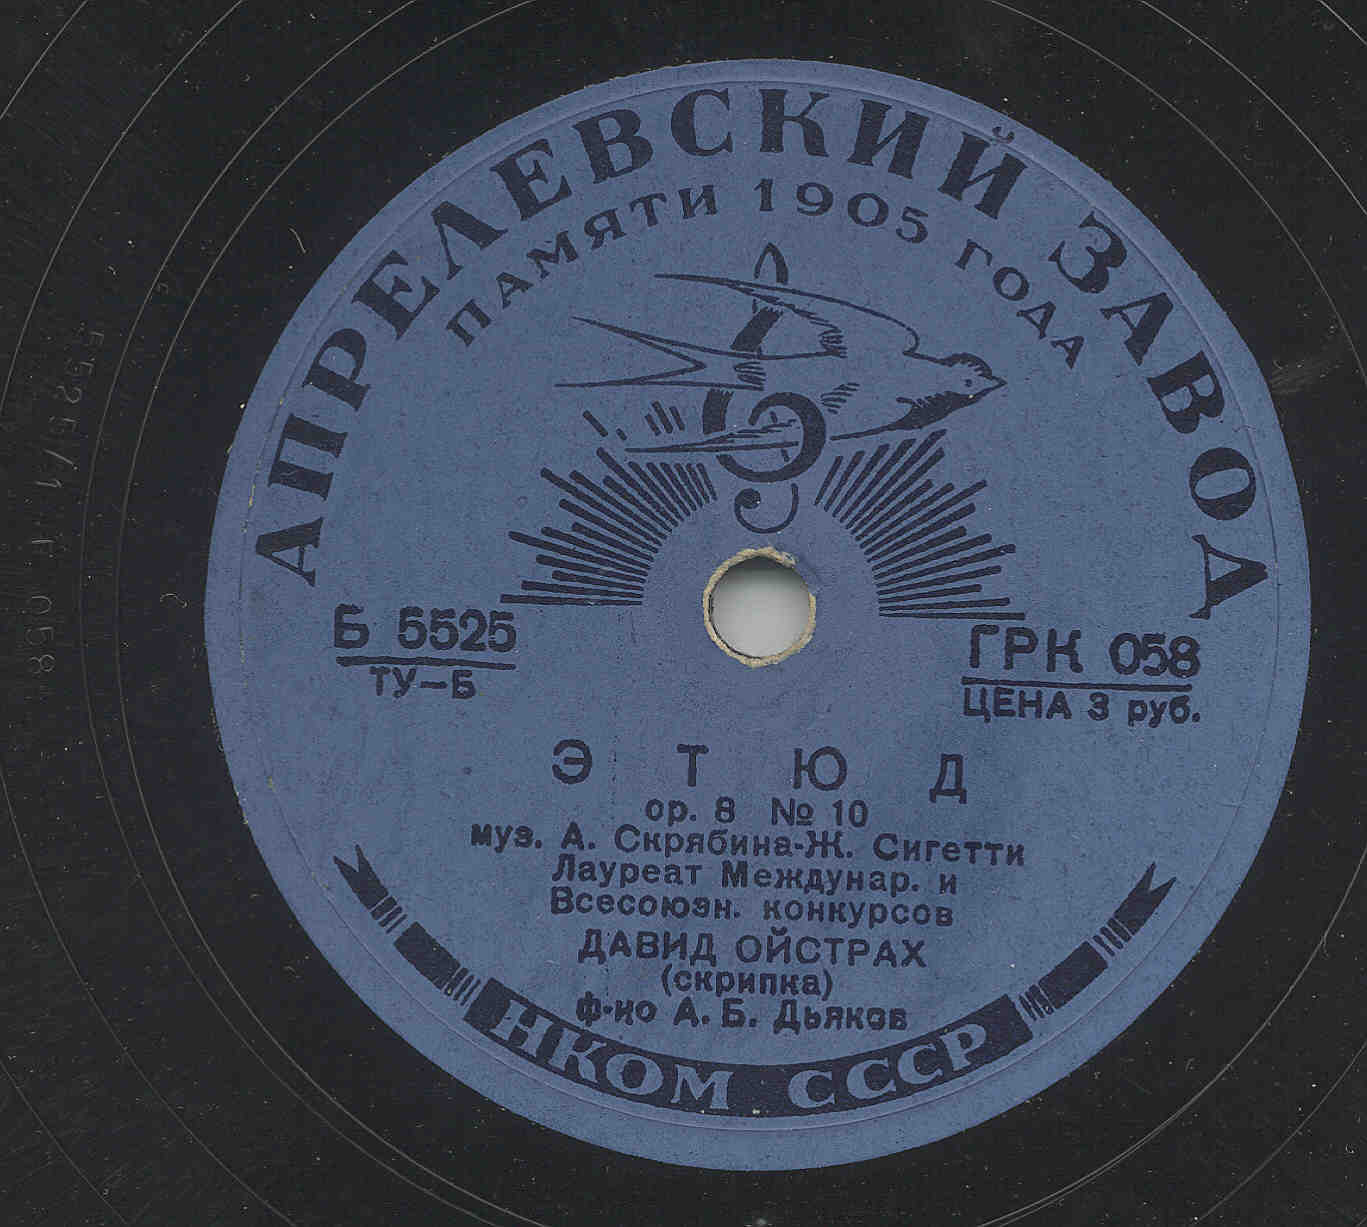 АПРЕЛЕВСКИЙ ЗАВОД
ПАМЯТИ 1905 ГОДА
Б 5525
ТУ—Б
ГРК 058
ЦЕНА 3 руб.
ЭТЮД
ор. 8 № 10
муз. А. Скрябина-Ж. Сигетти
Лауреат Междунар. и
Всесоюзн. конкурсов
ДАВИД ОЙСТРАХ
(скрипка)
ф-но А. Б. Дьяков
НКОМ СССР